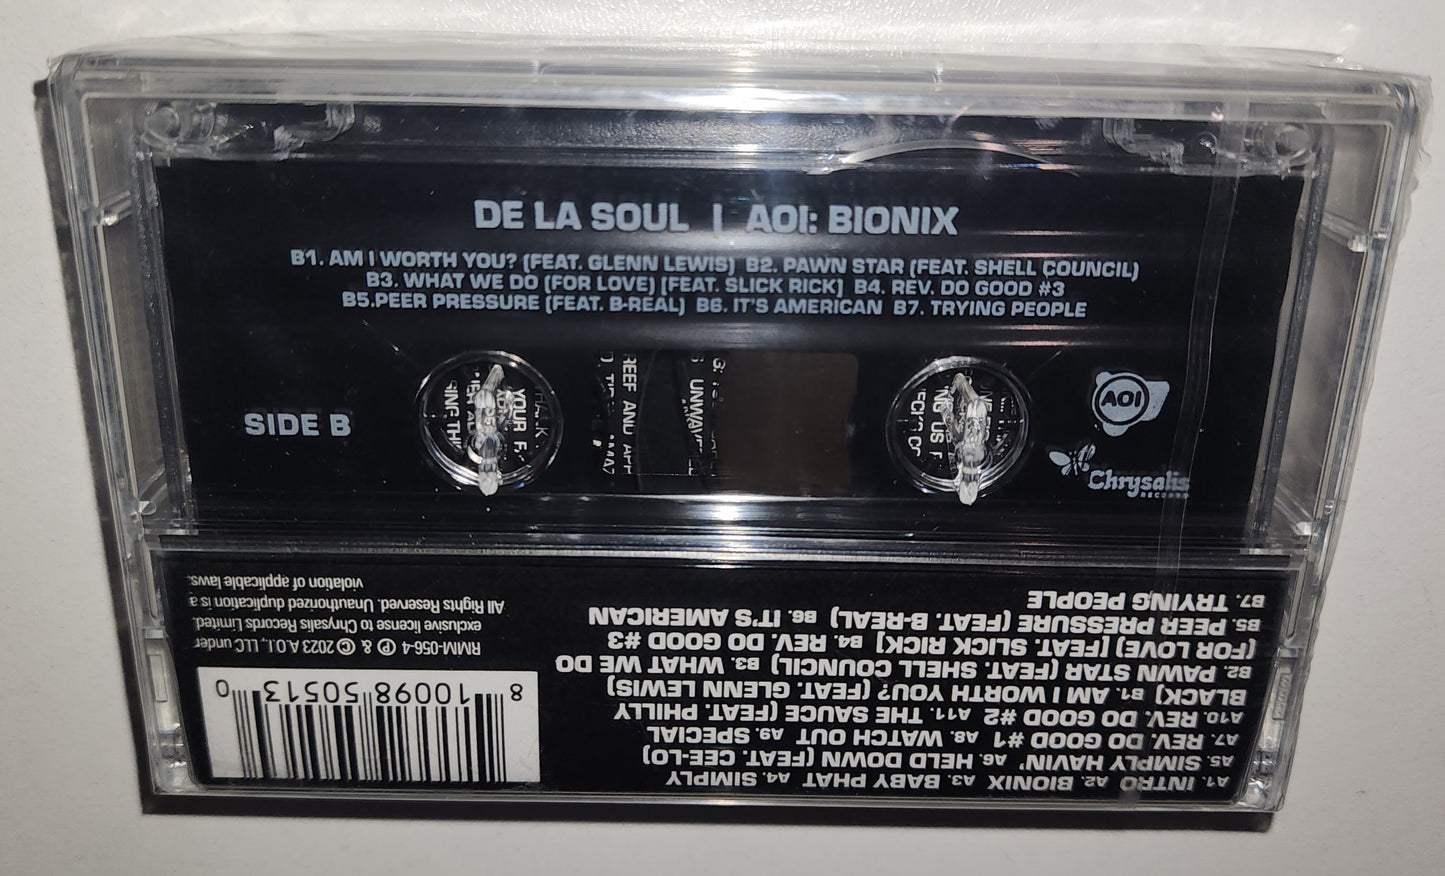 DE LA SOUL | AOI: BIONIX
B1. AM I WORTH YOU? (FEAT. GLENN LEWIS) B2. PAWN STAR (FEAT. SHELL COUNCIL)
B3. WHAT WE DO (FOR LOVE) [FEAT. SLICK RICK] B4. REV. DO GOOD #3
B5.PEER PRESSURE (FEAT. B-REAL) B6. IT'S AMERICAN B7. TRYING PEOPLE
SIDE B
YOUR
REEF AND
UNWAVE
US
AOI
Chrysalis
RECORDS
A1. INTRO A2. BIONIX A3. BABY PHAT A4. SIMPLY
A5. SIMPLY HAVIN' A6. HELD DOWN (FEAT. CEE-LO)
A7. REV. DO GOOD #1 A8. WATCH OUT A9. SPECIAL
A10. REV. DO GOOD #2 A11. THE SAUCE (FEAT. PHILLY
BLACK) B1. AM I WORTH YOU? (FEAT. GLENN LEWIS)
B2. PAWN STAR (FEAT. SHELL COUNCIL) B3. WHAT WE DO
(FOR LOVE) [FEAT. SLICK RICK] B4. REV. DO GOOD #3
B5. PEER PRESSURE (FEAT. B-REAL) B6. IT'S AMERICAN
B7. TRYING PEOPLE
8 10098 50513 0
RMM-056-4 ℗ & © 2023 A.O.I., LLC under
exclusive license to Chrysalis Records Limited.
All Rights Reserved. Unauthorized duplication is a
violation of applicable laws.